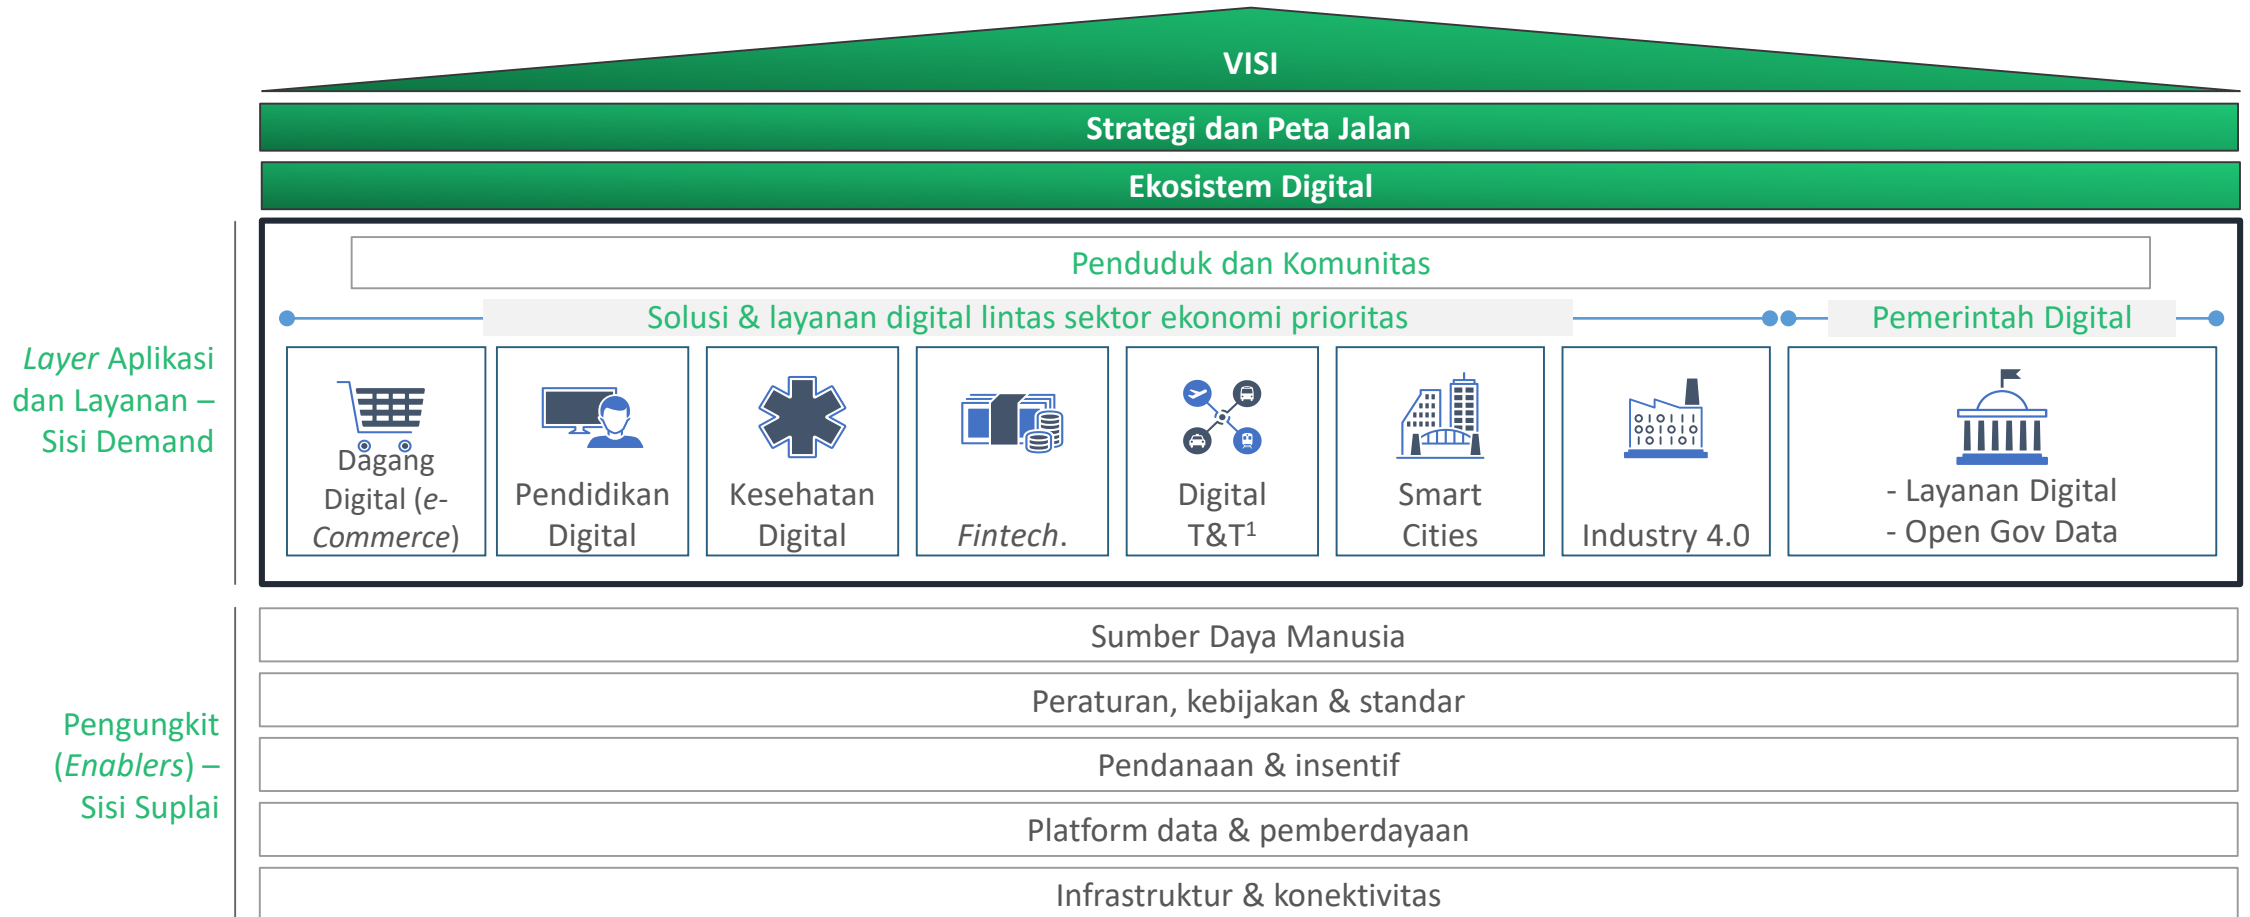 VISI
Strategi dan Peta Jalan
Ekosistem Digital
Layer Aplikasi
dan Layanan –
Sisi Demand
Penduduk dan Komunitas
Solusi & layanan digital lintas sektor ekonomi prioritas
Pemerintah Digital
Dagang
Digital (e-
Commerce)
Pendidikan
Digital
Kesehatan
Digital
Fintech.
Digital
T&T1
Smart
Cities
Industry 4.0
- Layanan Digital
- Open Gov Data
Pengungkit
(Enablers) –
Sisi Suplai
Sumber Daya Manusia
Peraturan, kebijakan & standar
Pendanaan & insentif
Platform data & pemberdayaan
Infrastruktur & konektivitas